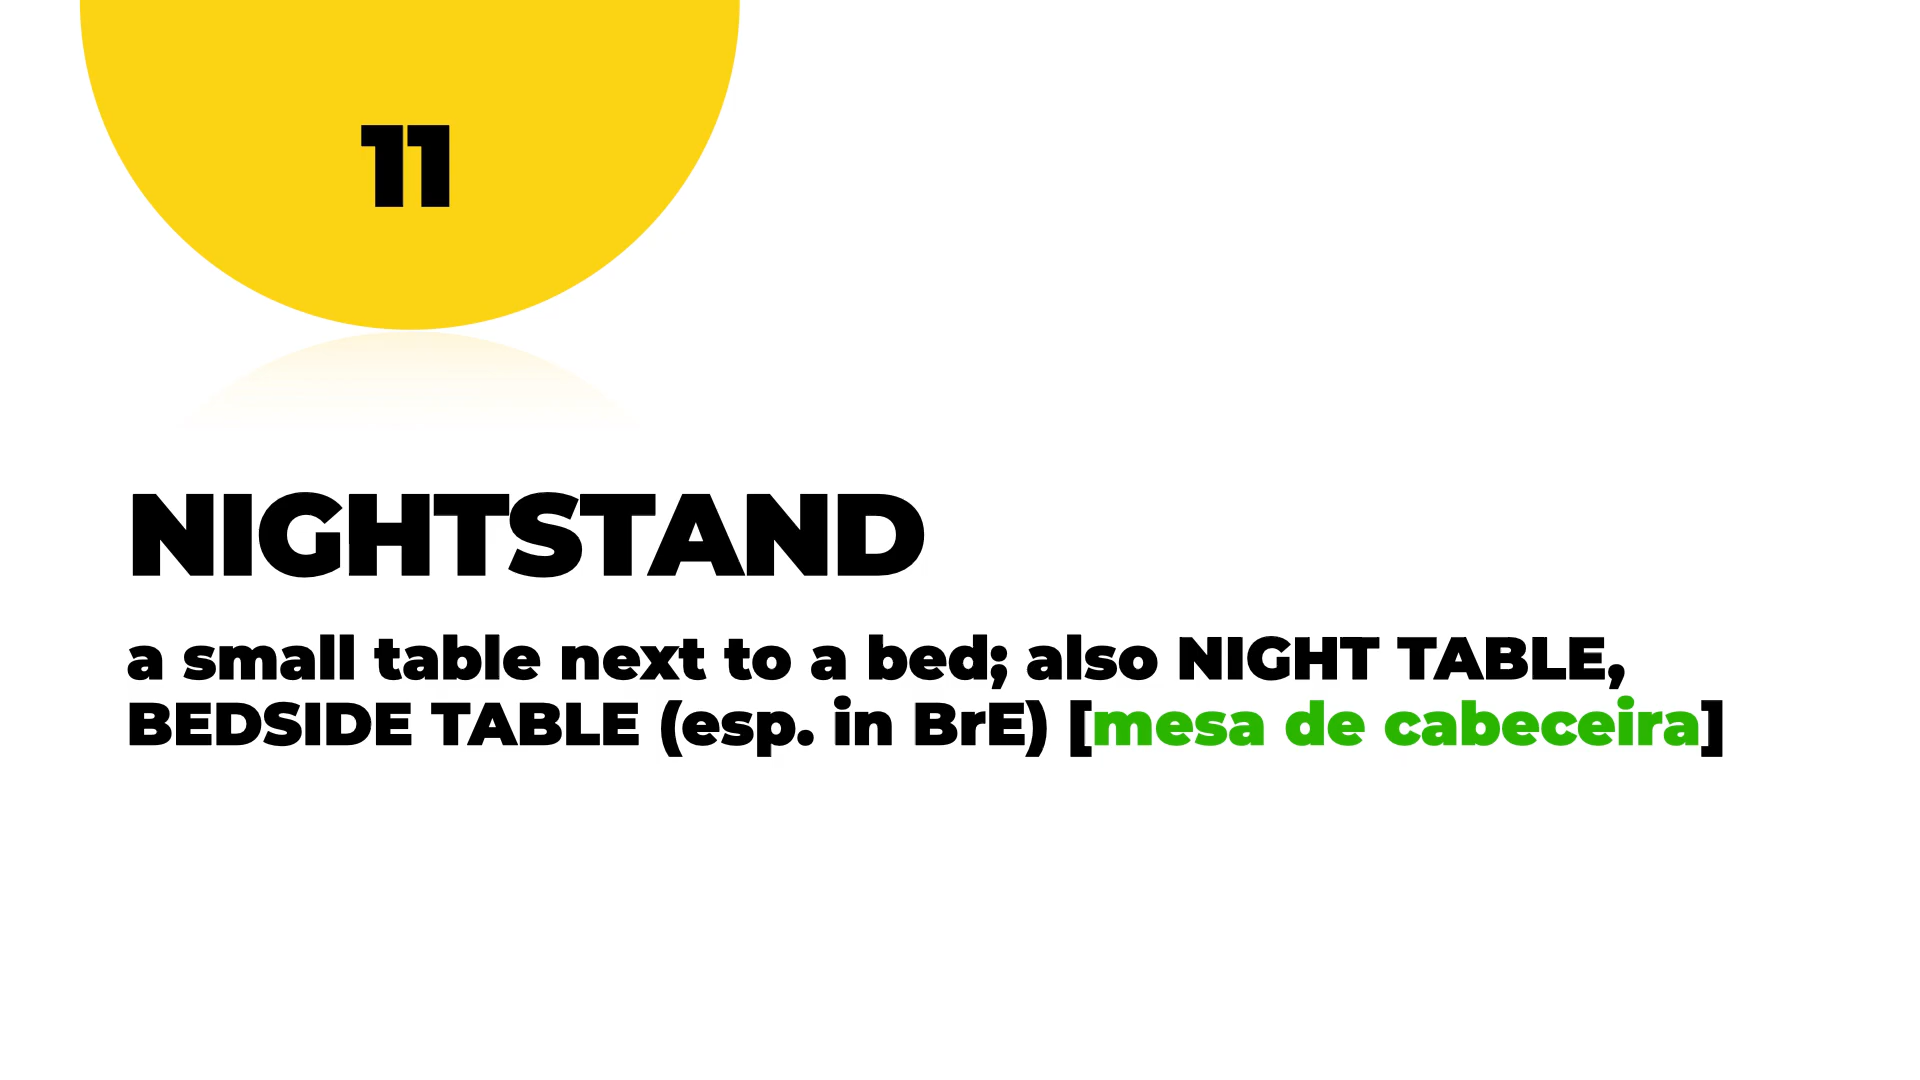 11
NIGHTSTAND
a small table next to a bed; also NIGHT TABLE,
BEDSIDE TABLE (esp. in BrE) [mesa de cabeceira]